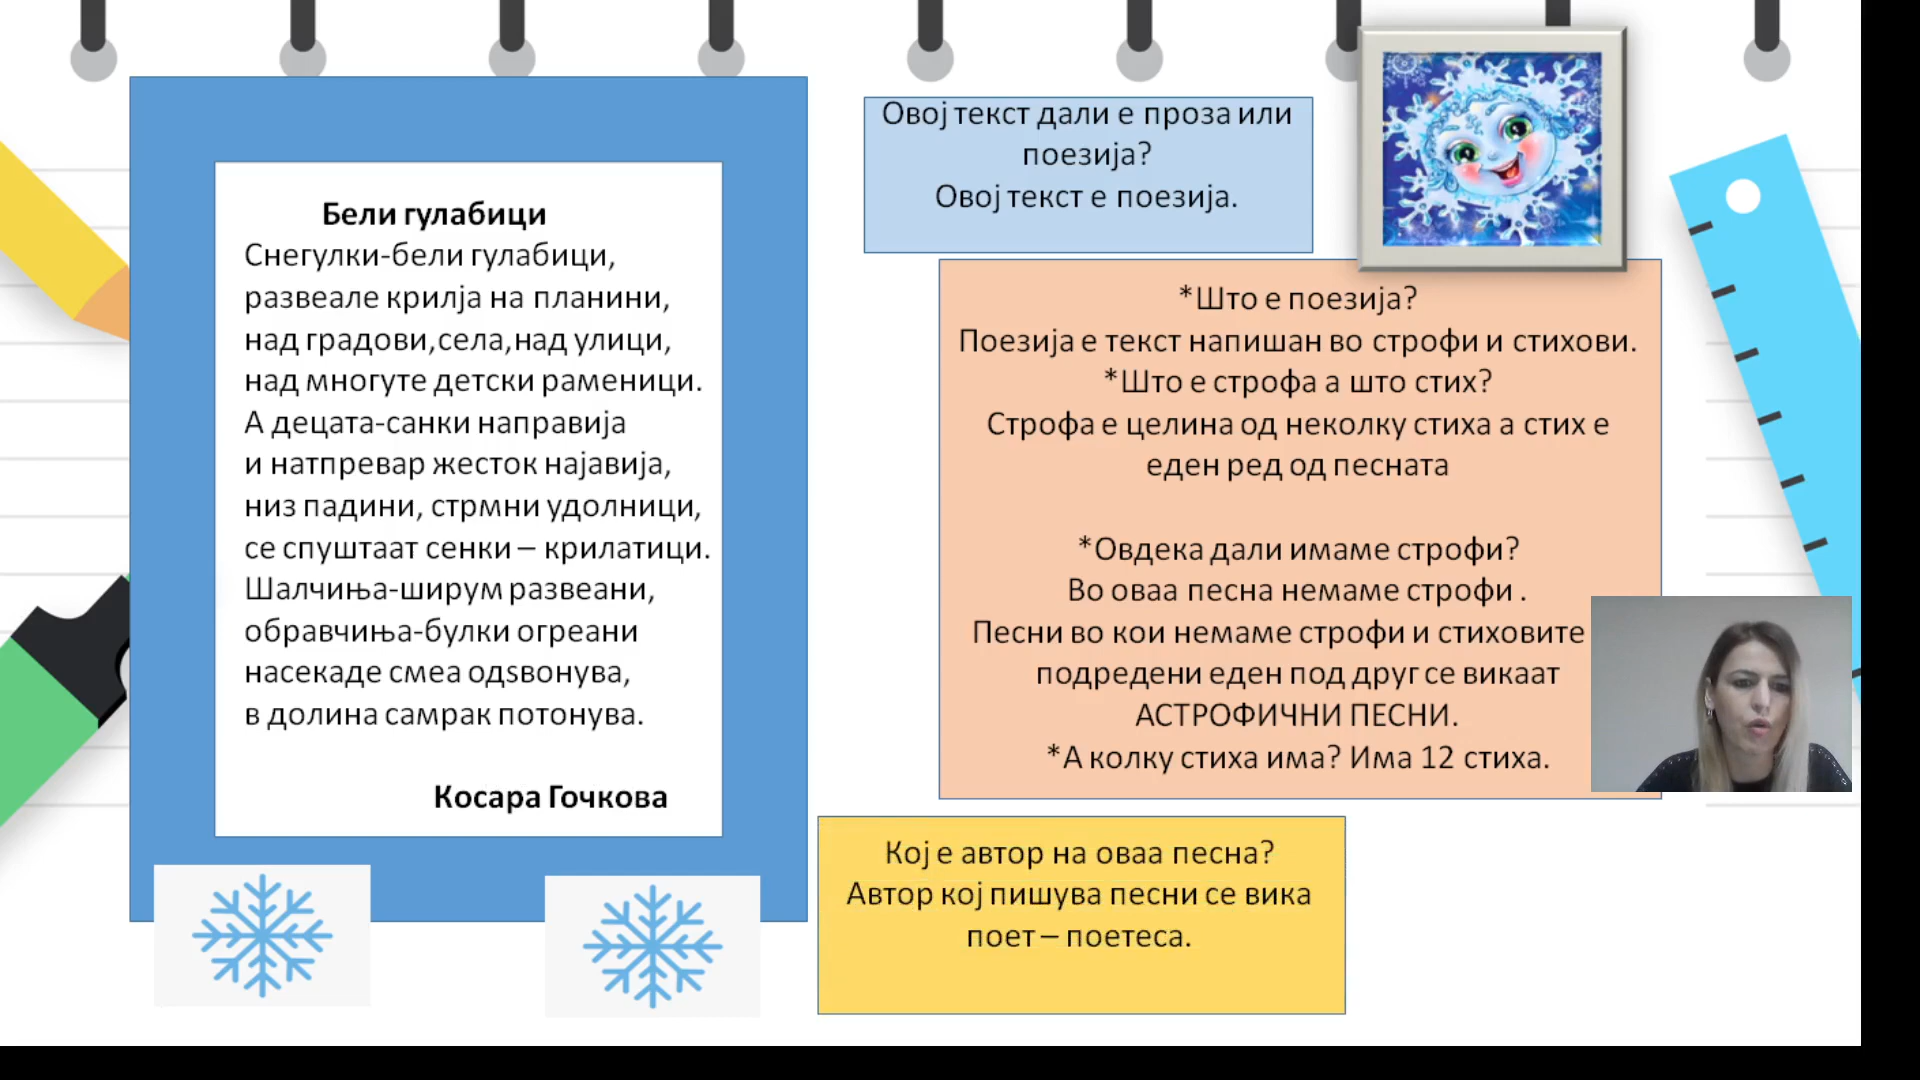 Бели гулабици
Снегулки-бели гулабици,
развеале крилја на планини,
над градови,села,над улици,
над многуте детски раменици.
А децата-санки направија
и натпревар жесток најавија,
низ падини, стрмни удолници,
се спуштаат сенки – крилатици.
Шалчиња-ширум развеани,
обравчиња-булки огреани
насекаде смеа одѕвонува,
в долина самрак потонува.
Косара Гочкова
Овој текст дали е проза или
поезија?
Овој текст е поезија.
*Што е поезија?
Поезија е текст напишан во строфи и стихови.
*Што е строфа а што стих?
Строфа е целина од неколку стиха а стих е
еден ред од песната
*Овдека дали имаме строфи?
Во оваа песна немаме строфи .
Песни во кои немаме строфи и стиховите
подредени еден под друг се викаат
АСТРОФИЧНИ ПЕСНИ.
*А колку стиха има? Има 12 стиха.
Кој е автор на оваа песна?
Автор кој пишува песни се вика
поет – поетеса.